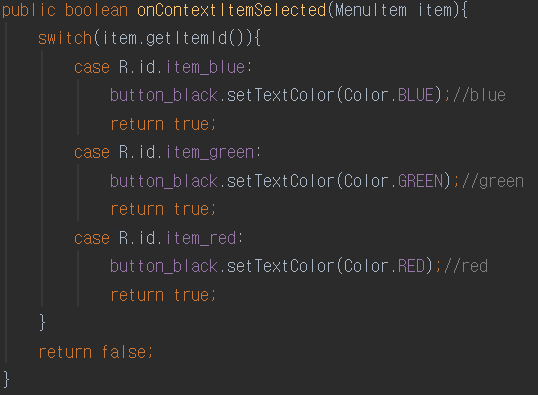 public boolean onContextItemSelected(MenuItem item){
    switch(item.getItemId()){
        case R.id.item_blue:
            button_black.setTextColor(Color.BLUE);//blue
            return true;
        case R.id.item_green:
            button_black.setTextColor(Color.GREEN);//green
            return true;
        case R.id.item_red:
            button_black.setTextColor(Color.RED);//red
            return true;
    }
    return false;
}